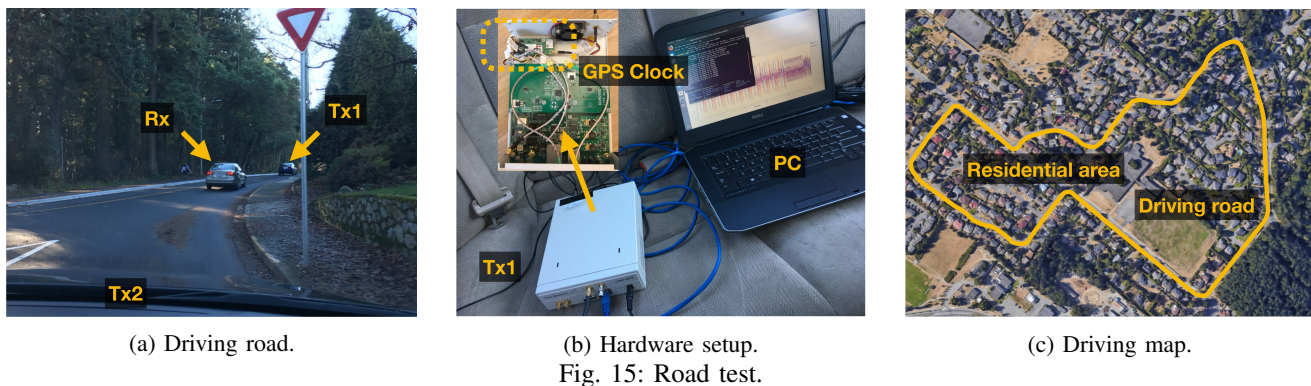 Rx
Tx1
Tx2
GPS Clock
PC
Tx1
Residential area
Driving road
(a) Driving road.
(b) Hardware setup.
(c) Driving map.
Fig. 15: Road test.